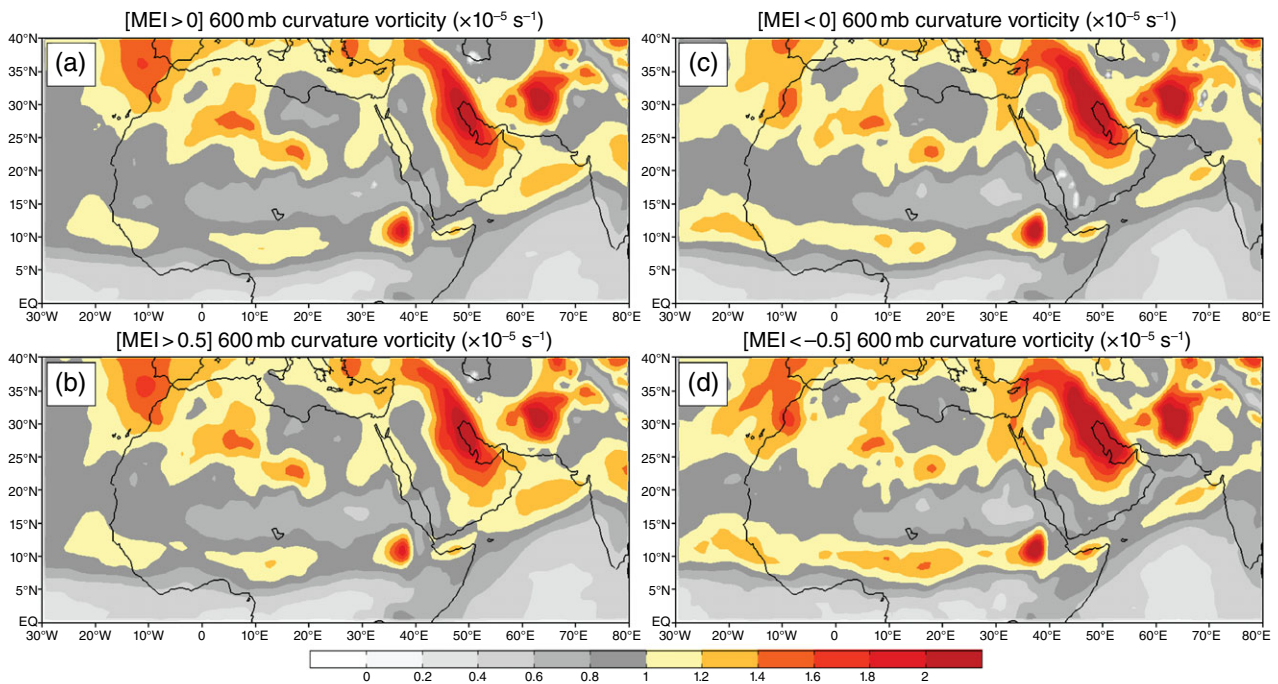 [MEI > 0] 600 mb curvature vorticity (×10⁻⁵ s⁻¹)
[MEI < 0] 600 mb curvature vorticity (×10⁻⁵ s⁻¹)
40°N
35°N
30°N
25°N
20°N
15°N
10°N
5°N
EQ
(a)
30°W 20°W 10°W 0 10°E 20°E 30°E 40°E 50°E 60°E 70°E 80°E
40°N
35°N
30°N
25°N
20°N
15°N
10°N
5°N
EQ
(c)
30°W 20°W 10°W 0 10°E 20°E 30°E 40°E 50°E 60°E 70°E 80°E
[MEI > 0.5] 600 mb curvature vorticity (×10⁻⁵ s⁻¹)
[MEI < −0.5] 600 mb curvature vorticity (×10⁻⁵ s⁻¹)
40°N
35°N
30°N
25°N
20°N
15°N
10°N
5°N
EQ
(b)
30°W 20°W 10°W 0 10°E 20°E 30°E 40°E 50°E 60°E 70°E 80°E
40°N
35°N
30°N
25°N
20°N
15°N
10°N
5°N
EQ
(d)
30°W 20°W 10°W 0 10°E 20°E 30°E 40°E 50°E 60°E 70°E 80°E
0 0.2 0.4 0.6 0.8 1 1.2 1.4 1.6 1.8 2